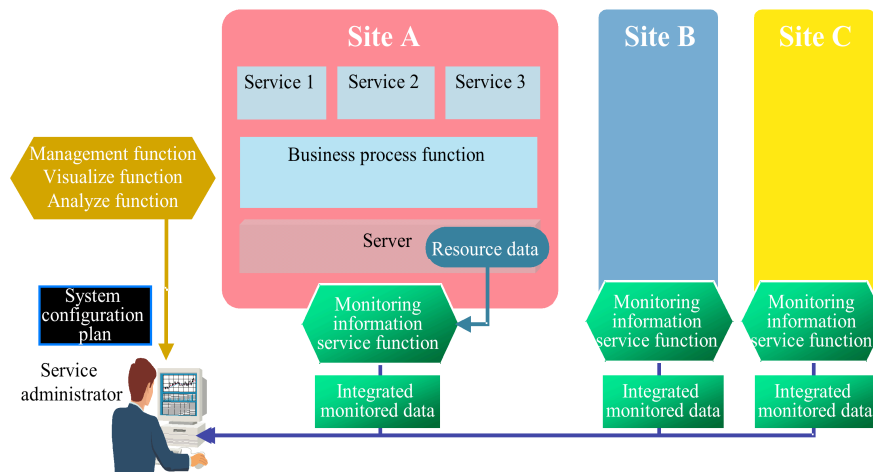 Site A
Site B
Site C
Service 1
Service 2
Service 3
Management function
Visualize function
Analyze function
Business process function
Server
Resource data
System
configuration
plan
Monitoring
information
service function
Monitoring
information
service function
Monitoring
information
service function
Service
administrator
Integrated
monitored data
Integrated
monitored data
Integrated
monitored data